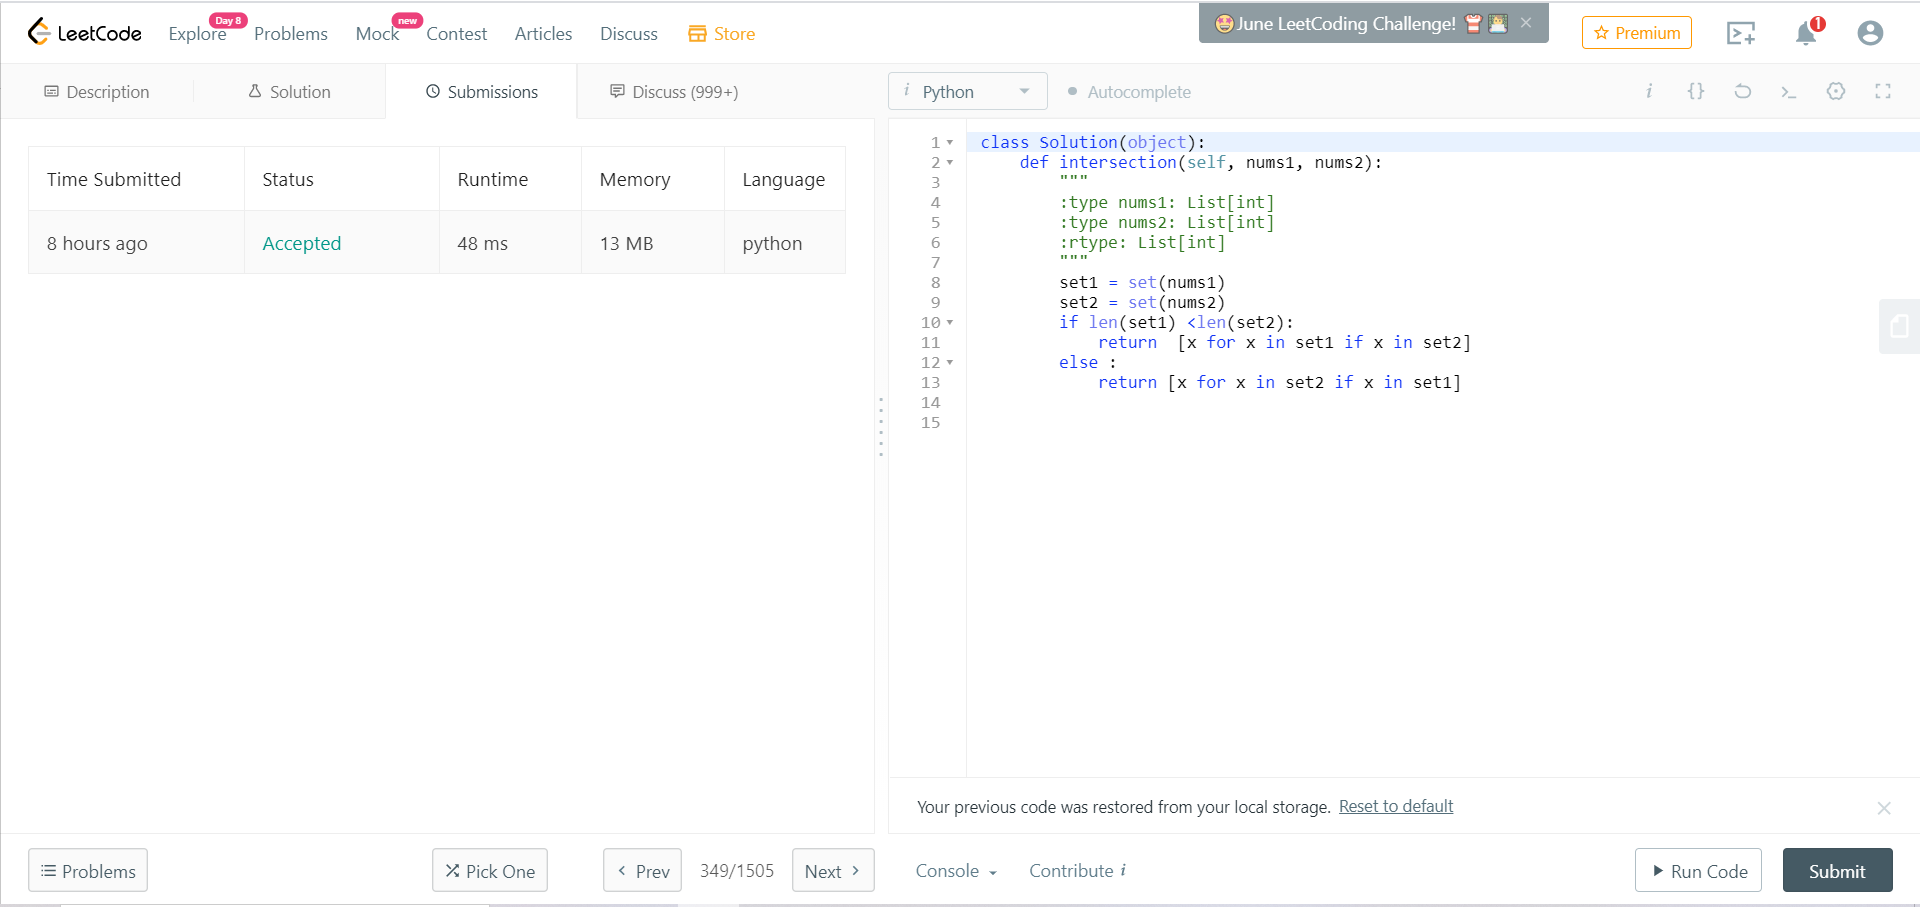 LeetCode
Explore Day 8 Problems Mock new Contest Articles Discuss Store
June LeetCoding Challenge!
Premium
1
Description Solution Submissions Discuss (999+)
i Python Autocomplete
Time Submitted Status Runtime Memory Language
8 hours ago Accepted 48 ms 13 MB python
1 class Solution(object):
2 def intersection(self, nums1, nums2):
3 """
4 :type nums1: List[int]
5 :type nums2: List[int]
6 :rtype: List[int]
7 """
8 set1 = set(nums1)
9 set2 = set(nums2)
10 if len(set1) <len(set2):
11 return  [x for x in set1 if x in set2]
12 else :
13 return [x for x in set2 if x in set1]
14
15
Your previous code was restored from your local storage. Reset to default
Problems Pick One Prev 349/1505 Next
Console Contribute i Run Code Submit